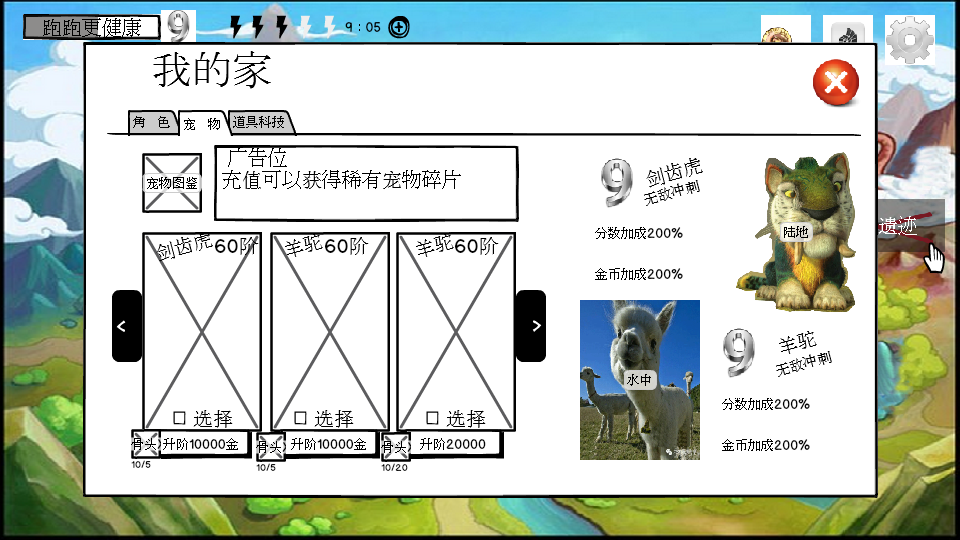 跑跑更健康
9
9：05
我的家
角 色
宠 物
道具科技
宠物图鉴
广告位
充值可以获得稀有宠物碎片
剑齿虎60阶
羊驼60阶
羊驼60阶
<
>
选择
选择
选择
骨头
升阶10000金
骨头
升阶10000金
骨头
升阶20000
10/5
10/5
10/20
9
剑齿虎
无敌冲刺
分数加成200%
金币加成200%
陆地
水中
9
羊驼
无敌冲刺
分数加成200%
金币加成200%
遗迹